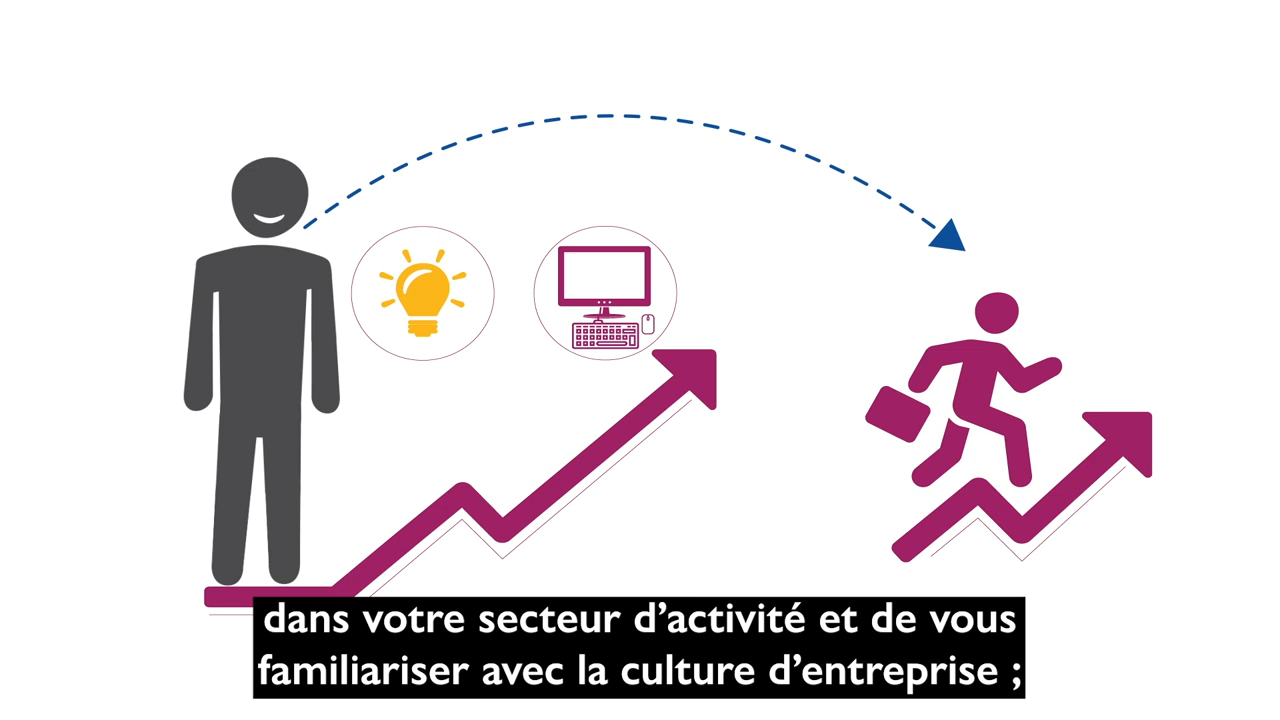 dans votre secteur d’activité et de vous
familiariser avec la culture d’entreprise ;